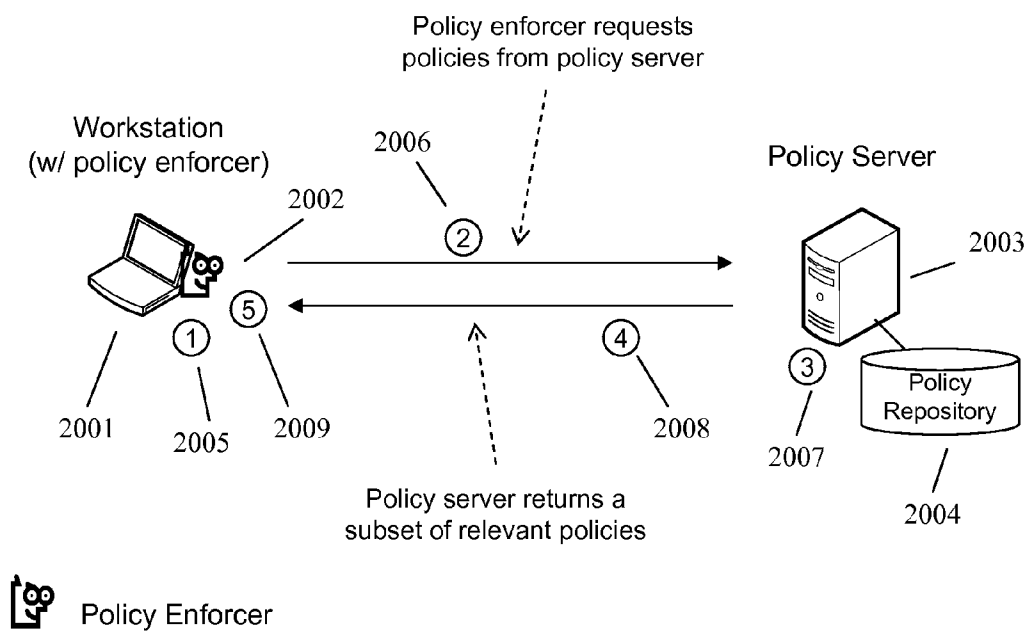 Policy enforcer requests
policies from policy server
Workstation
(w/ policy enforcer)
2006
Policy Server
2002
2
2003
5
1
4
3
Policy
Repository
2001
2005
2009
2008
2007
2004
Policy server returns a
subset of relevant policies
Policy Enforcer